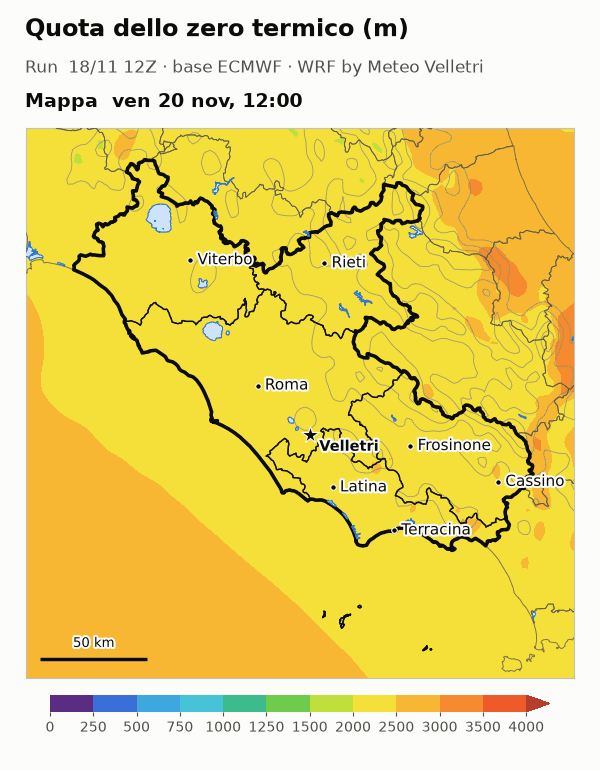 Quota dello zero termico (m)
Run  18/11 12Z · base ECMWF · WRF by Meteo Velletri
Mappa  ven 20 nov, 12:00
Viterbo
Rieti
Roma
Velletri
Frosinone
Latina
Cassino
Terracina
50 km
0 250 500 750 1000 1250 1500 2000 2500 3000 3500 4000